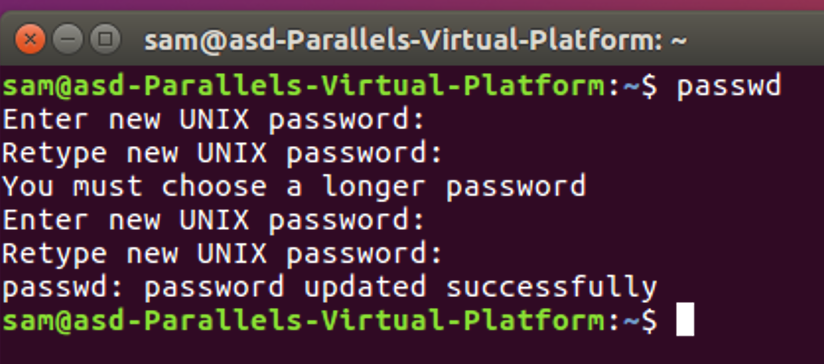 sam@asd-Parallels-Virtual-Platform: ~
sam@asd-Parallels-Virtual-Platform:~$ passwd
Enter new UNIX password:
Retype new UNIX password:
You must choose a longer password
Enter new UNIX password:
Retype new UNIX password:
passwd: password updated successfully
sam@asd-Parallels-Virtual-Platform:~$